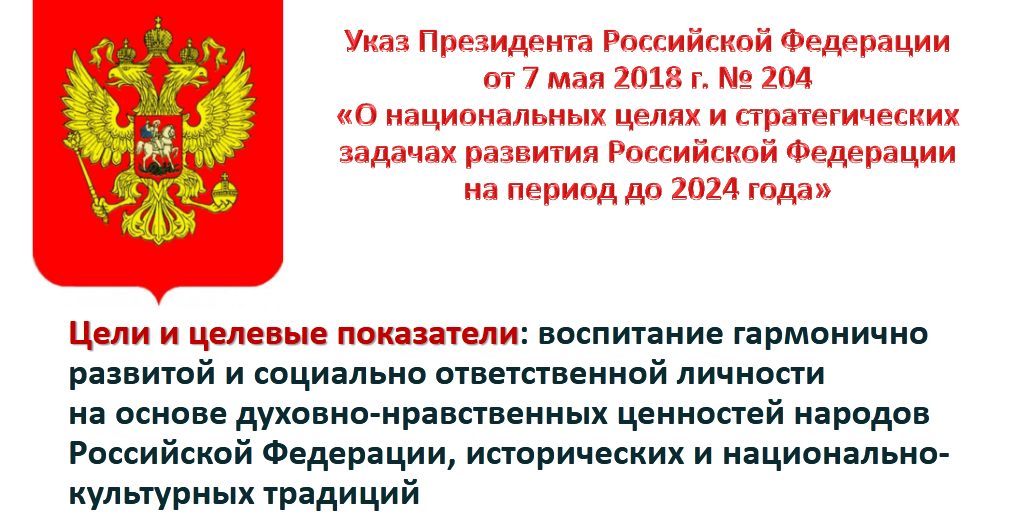 Указ Президента Российской Федерации
от 7 мая 2018 г. № 204
«О национальных целях и стратегических
задачах развития Российской Федерации
на период до 2024 года»
Цели и целевые показатели: воспитание гармонично
развитой и социально ответственной личности
на основе духовно-нравственных ценностей народов
Российской Федерации, исторических и национально-
культурных традиций